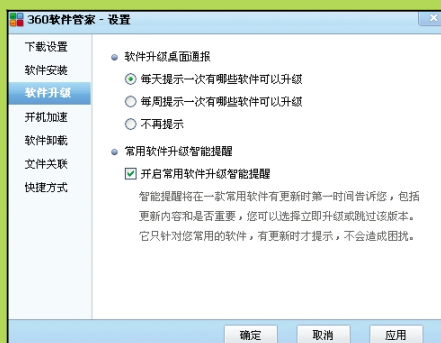 360软件管家 - 设置
下载设置
软件安装
软件升级
开机加速
软件卸载
文件关联
快捷方式
软件升级桌面通报
每天提示一次有哪些软件可以升级
每周提示一次有哪些软件可以升级
不再提示
常用软件升级智能提醒
开启常用软件升级智能提醒
智能提醒将在一款常用软件有更新时第一时间告诉您，包括
更新内容和是否重要，您可以选择立即升级或跳过该版本。
它只针对您常用的软件，有更新时才提示，不会造成困扰。
确定
取消
应用